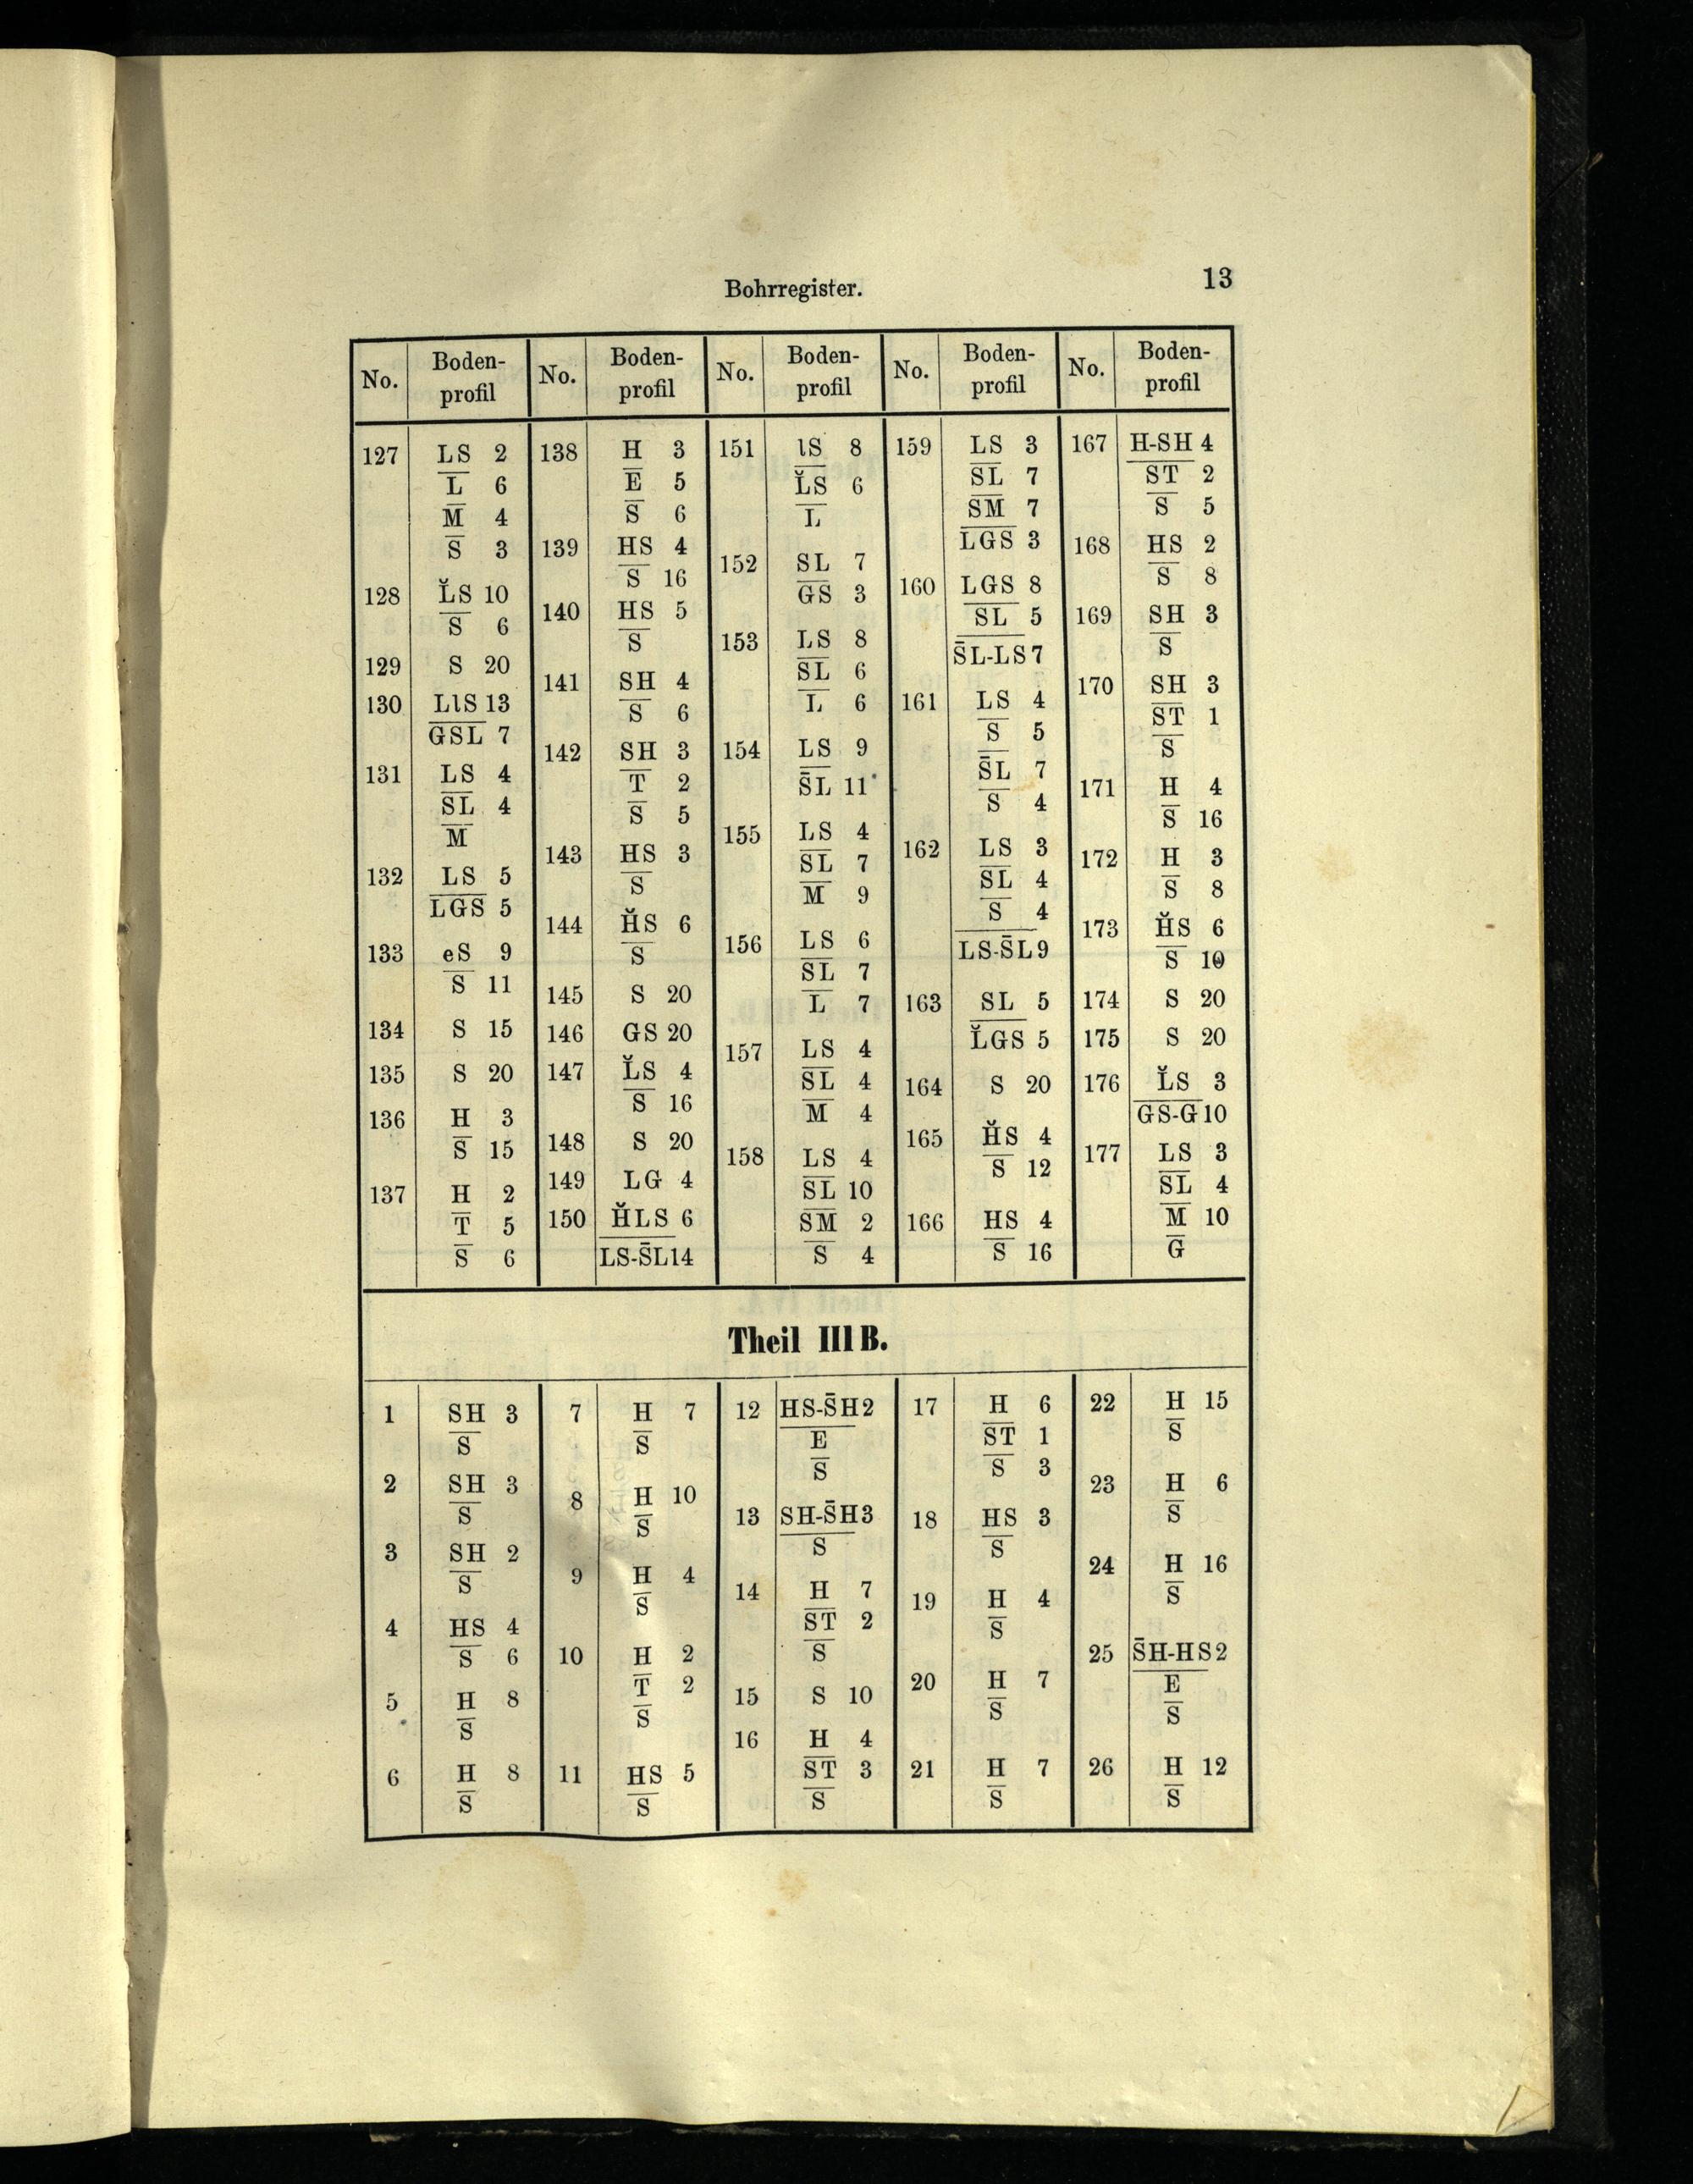 Bohrregister.
13
No. Boden-profil No. Boden-profil No. Boden-profil No. Boden-profil No. Boden-profil
127 LS 2
L 6
M 4
S 3
128 L̆S 10
S 6
129 S 20
130 LlS 13
GSL 7
131 LS 4
SL 4
M
132 LS 5
LGS 5
133 eS 9
S 11
134 S 15
135 S 20
136 H 3
S 15
137 H 2
T 5
S 6
138 H 3
E 5
S 6
139 HS 4
S 16
140 HS 5
S
141 SH 4
S 6
142 SH 3
T 2
S 5
143 HS 3
S
144 H̆S 6
S
145 S 20
146 GS 20
147 L̆S 4
S 16
148 S 20
149 LG 4
150 H̆LS 6
LS-S̄L 14
151 lS 8
L̆S 6
L
152 SL 7
GS 3
153 LS 8
SL 6
L 6
154 LS 9
S̄L 11
155 LS 4
SL 7
M 9
156 LS 6
SL 7
L 7
157 LS 4
SL 4
M 4
158 LS 4
SL 10
SM 2
S 4
159 LS 3
SL 7
SM 7
LGS 3
160 LGS 8
SL 5
S̄L-LS 7
161 LS 4
S 5
S̄L 7
S 4
162 LS 3
SL 4
S 4
LS-S̄L 9
163 SL 5
L̆GS 5
164 S 20
165 H̆S 4
S 12
166 HS 4
S 16
167 H-SH 4
ST 2
S 5
168 HS 2
S 8
169 SH 3
S
170 SH 3
ST 1
S
171 H 4
S 16
172 H 3
S 8
173 H̆S 6
S 10
174 S 20
175 S 20
176 L̆S 3
GS-G 10
177 LS 3
SL 4
M 10
G
Theil III B.
1 SH 3
S
2 SH 3
S
3 SH 2
S
4 HS 4
S 6
5 H 8
S
6 H 8
S
7 H 7
S
8 H 10
S
9 H 4
S
10 H 2
T 2
S
11 HS 5
S
12 HS-S̄H 2
E
S
13 SH-S̄H 3
S
14 H 7
ST 2
S
15 S 10
16 H 4
ST 3
S
17 H 6
ST 1
S 3
18 HS 3
S
19 H 4
S
20 H 7
S
21 H 7
S
22 H 15
S
23 H 6
S
24 H 16
S
25 S̄H-HS 2
E
S
26 H 12
S